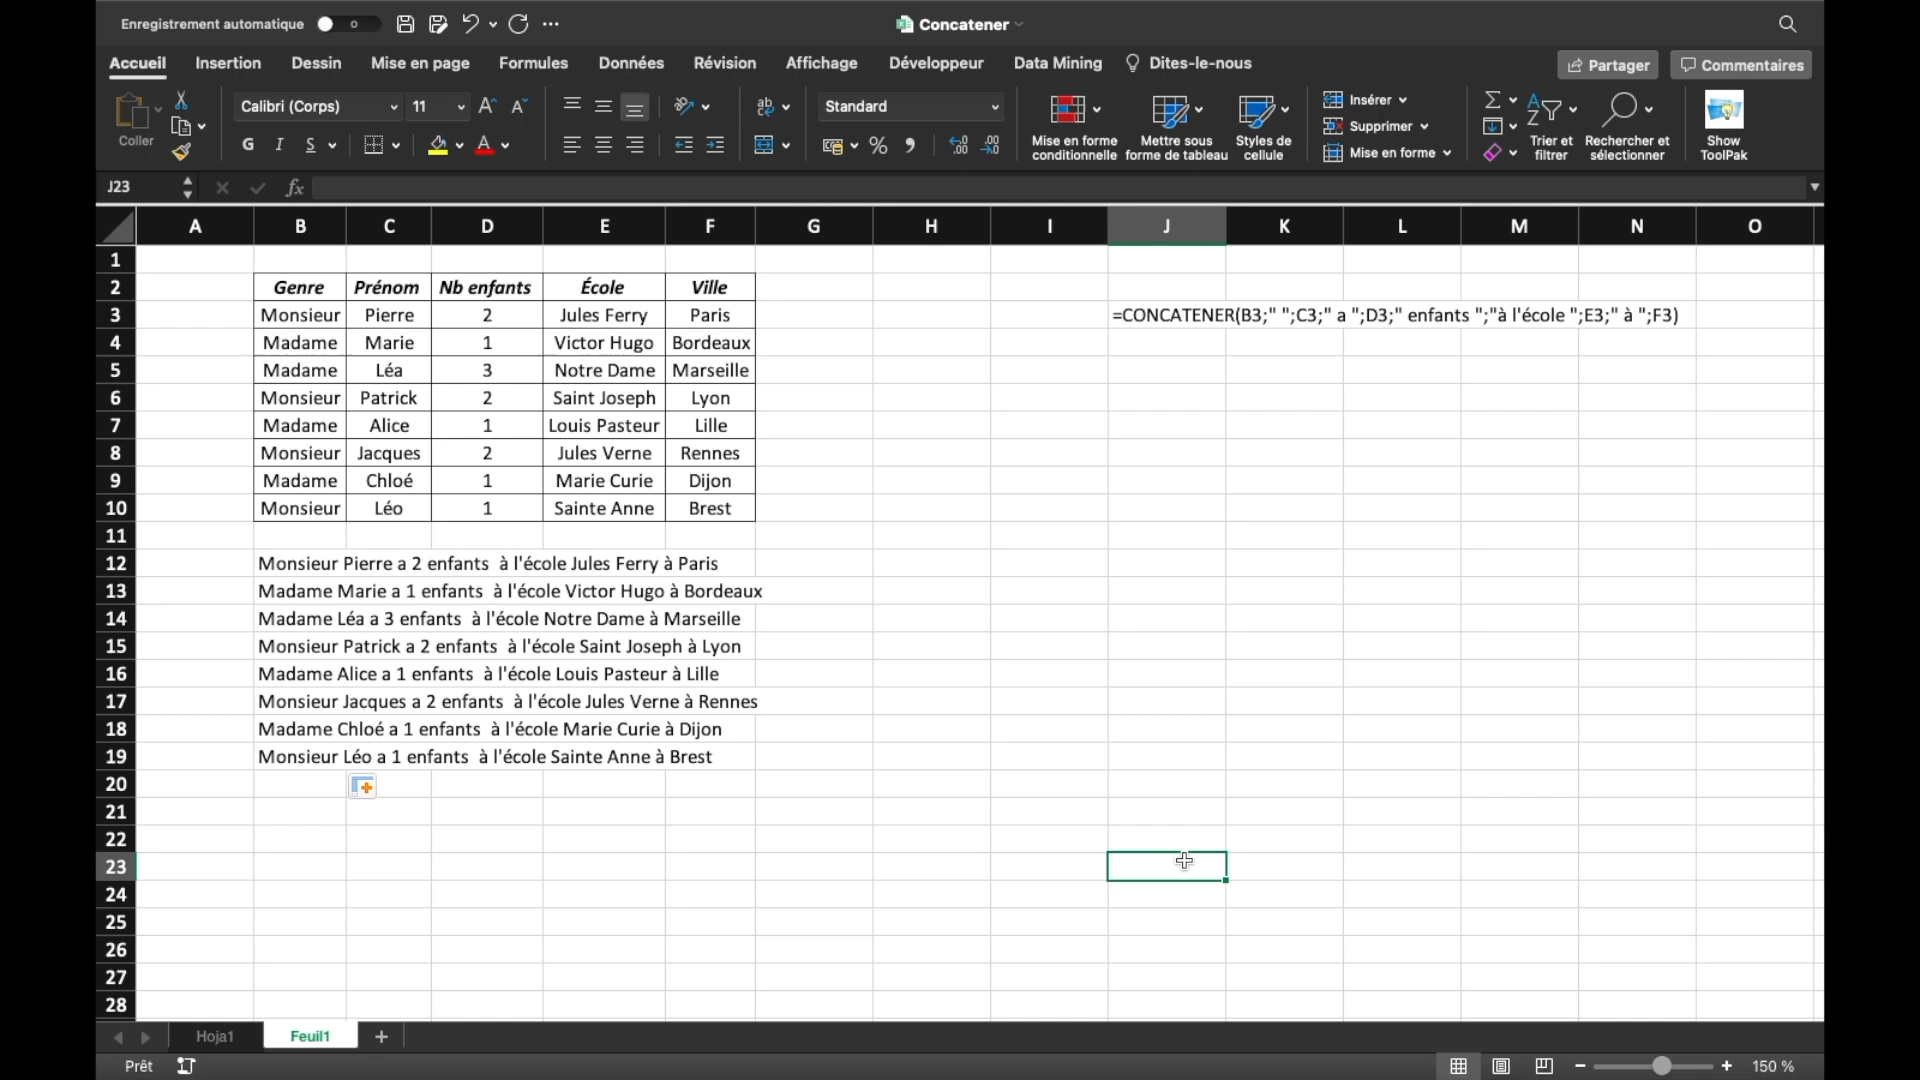 Enregistrement automatique
Concatener
Accueil Insertion Dessin Mise en page Formules Données Révision Affichage Développeur Data Mining Dites-le-nous Partager Commentaires
Coller
Calibri (Corps) 11
G I S
Standard
%
Mise en forme conditionnelle
Mettre sous forme de tableau
Styles de cellule
Insérer
Supprimer
Mise en forme
Trier et filtrer
Rechercher et sélectionner
Show ToolPak
J23 fx
A B C D E F G H I J K L M N O
1
2 Genre Prénom Nb enfants École Ville
3 Monsieur Pierre 2 Jules Ferry Paris =CONCATENER(B3;" ";C3;" a ";D3;" enfants ";"à l'école ";E3;" à ";F3)
4 Madame Marie 1 Victor Hugo Bordeaux
5 Madame Léa 3 Notre Dame Marseille
6 Monsieur Patrick 2 Saint Joseph Lyon
7 Madame Alice 1 Louis Pasteur Lille
8 Monsieur Jacques 2 Jules Verne Rennes
9 Madame Chloé 1 Marie Curie Dijon
10 Monsieur Léo 1 Sainte Anne Brest
11
12 Monsieur Pierre a 2 enfants  à l'école Jules Ferry à Paris
13 Madame Marie a 1 enfants  à l'école Victor Hugo à Bordeaux
14 Madame Léa a 3 enfants  à l'école Notre Dame à Marseille
15 Monsieur Patrick a 2 enfants  à l'école Saint Joseph à Lyon
16 Madame Alice a 1 enfants  à l'école Louis Pasteur à Lille
17 Monsieur Jacques a 2 enfants  à l'école Jules Verne à Rennes
18 Madame Chloé a 1 enfants  à l'école Marie Curie à Dijon
19 Monsieur Léo a 1 enfants  à l'école Sainte Anne à Brest
20
21
22
23
24
25
26
27
28
Hoja1 Feuil1
Prêt 150 %